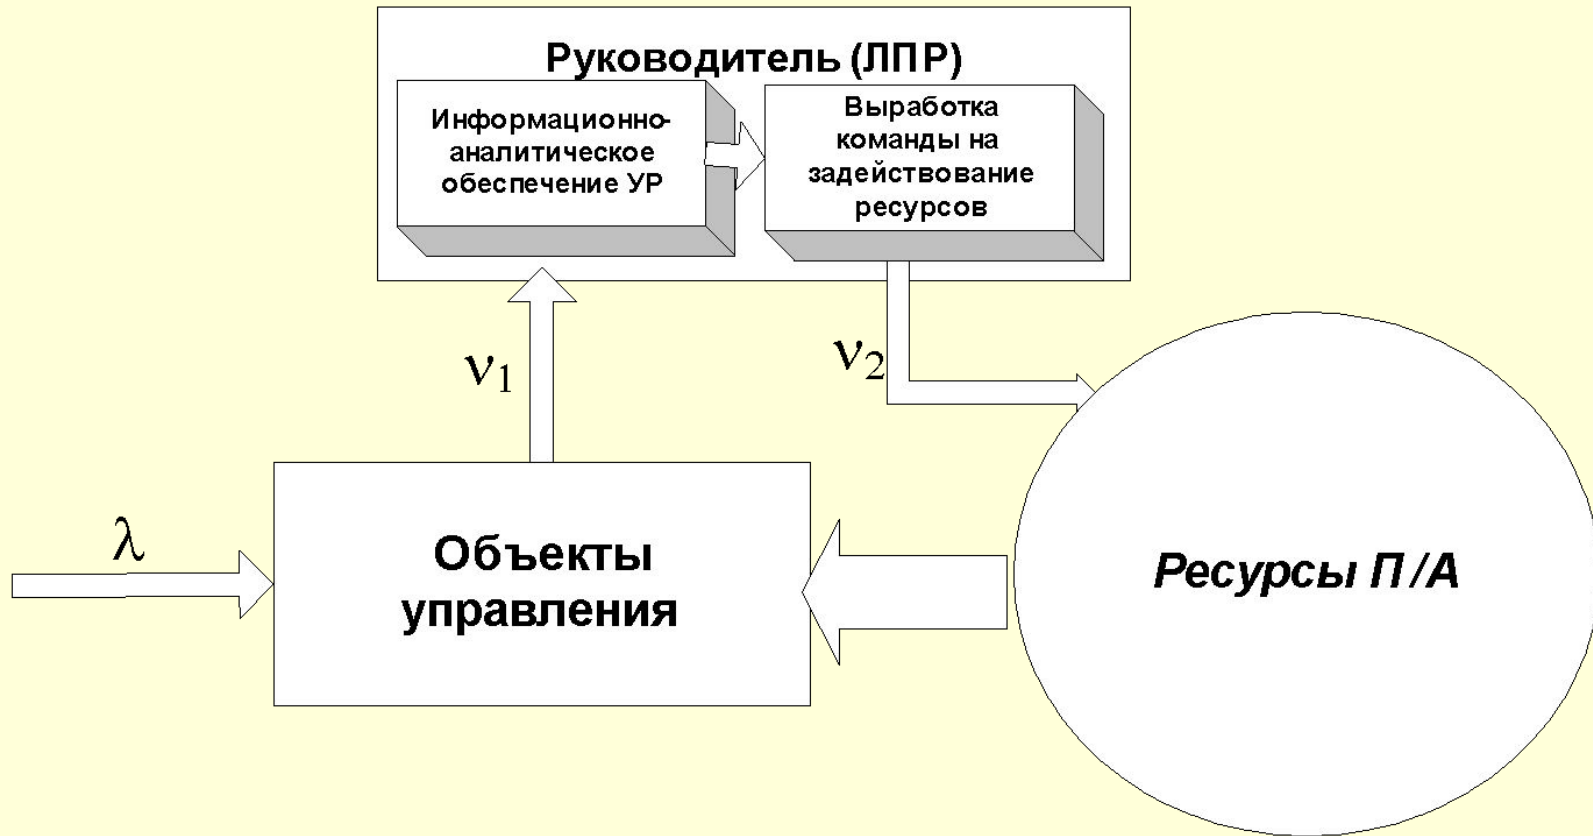 Руководитель (ЛПР)
Информационно-
аналитическое
обеспечение УР
Выработка
команды на
задействование
ресурсов
ν1
ν2
λ
Объекты
управления
Ресурсы П/А